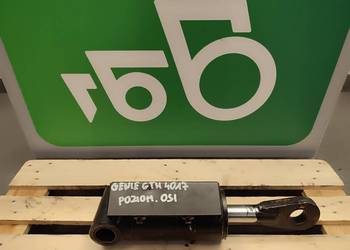 GENIE GTH 4017
POZIOM. OSI